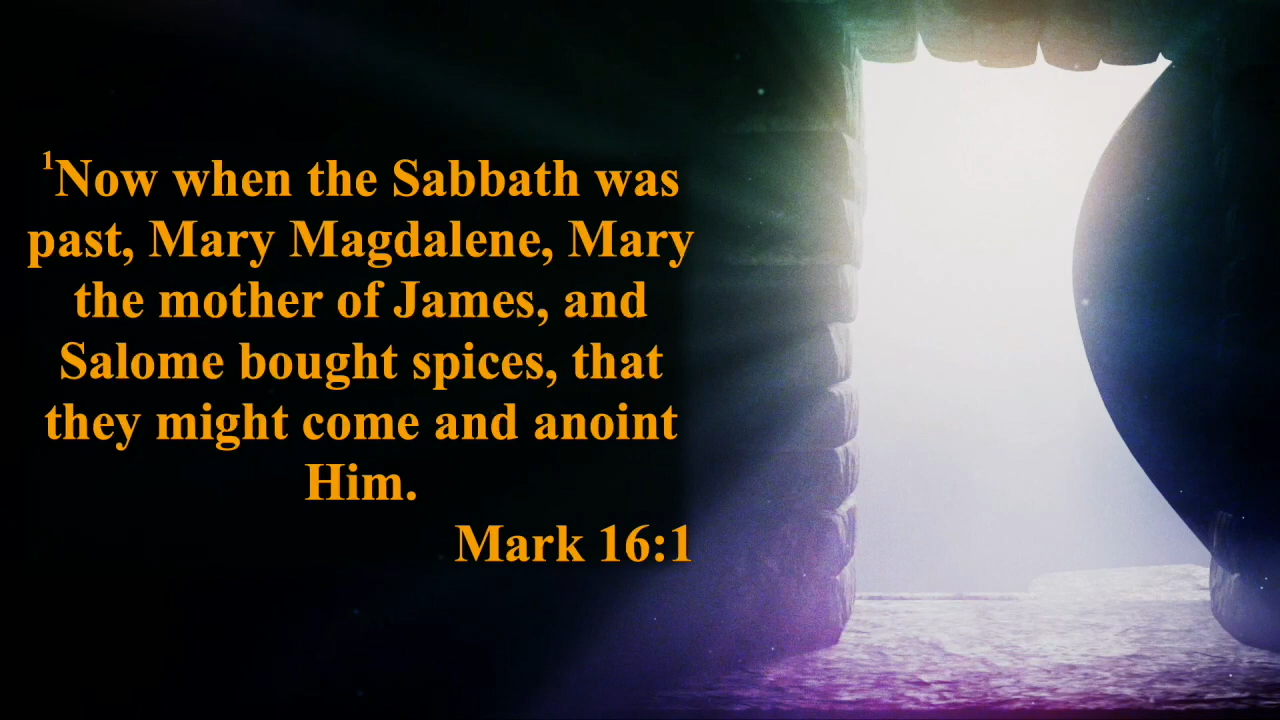 ¹Now when the Sabbath was
past, Mary Magdalene, Mary
the mother of James, and
Salome bought spices, that
they might come and anoint
Him.
Mark 16:1